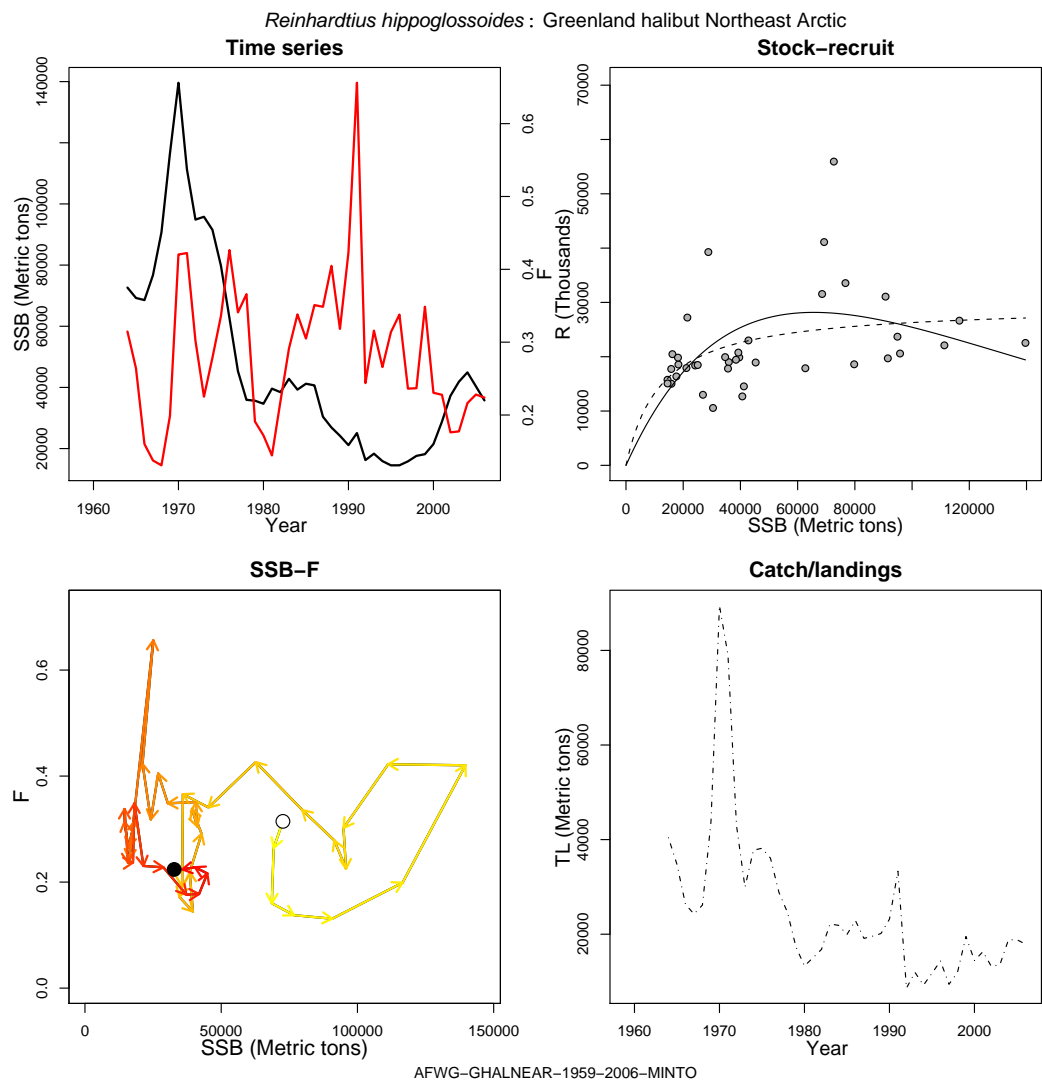 Reinhardtius hippoglossoides : Greenland halibut Northeast Arctic
Time series
SSB (Metric tons)
20000 40000 60000 80000 100000 140000
F
0.2 0.3 0.4 0.5 0.6
1960 1970 1980 1990 2000
Year
Stock−recruit
R (Thousands)
0 10000 30000 50000 70000
0 20000 40000 60000 80000 120000
SSB (Metric tons)
SSB−F
F
0.0 0.2 0.4 0.6
0 50000 100000 150000
SSB (Metric tons)
Catch/landings
TL (Metric tons)
20000 40000 60000 80000
1960 1970 1980 1990 2000
Year
AFWG−GHALNEAR−1959−2006−MINTO